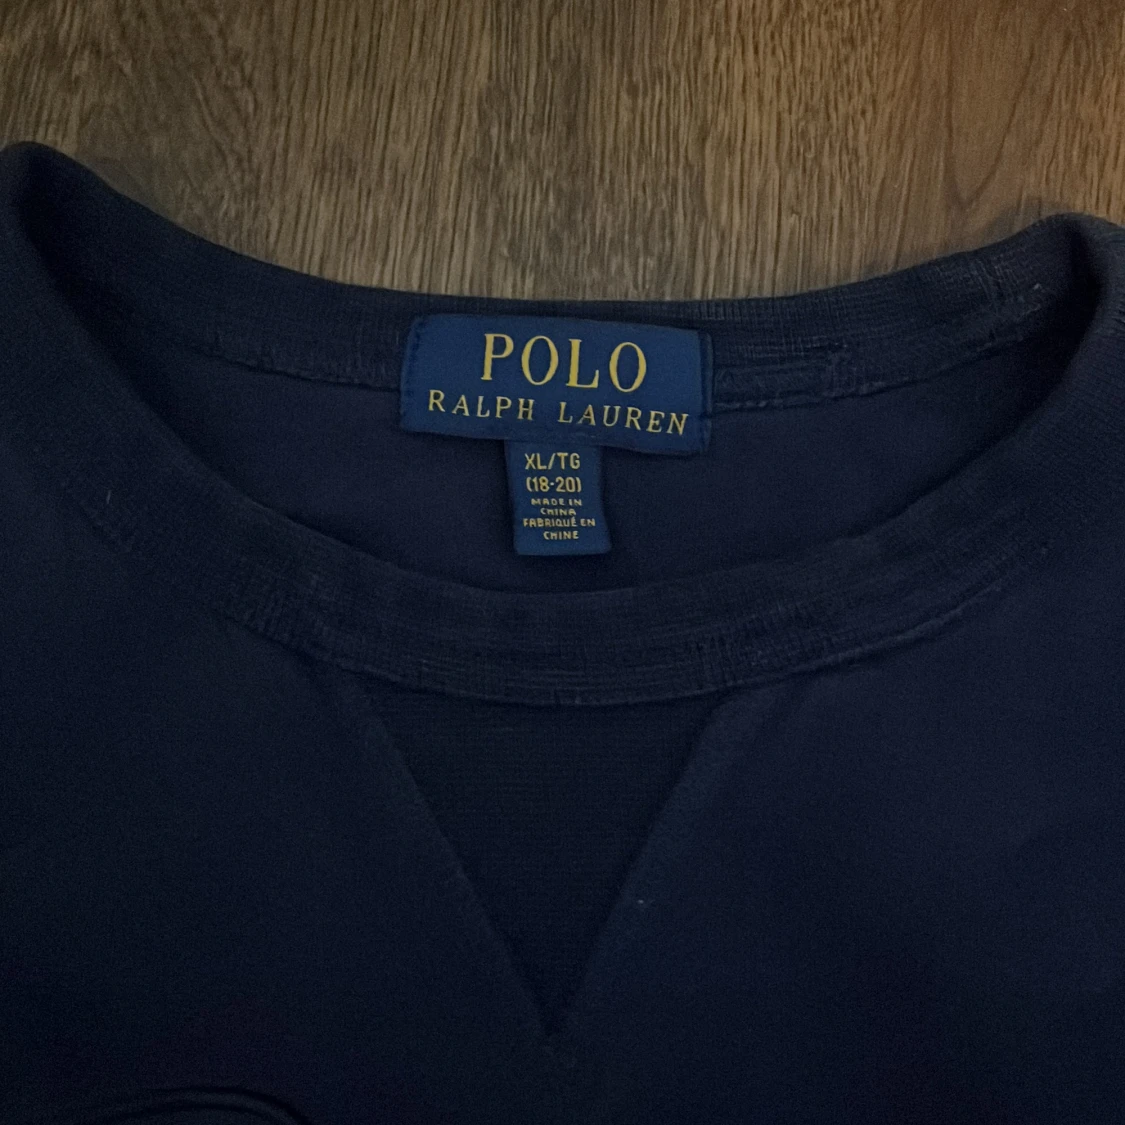 POLO
RALPH LAUREN
XL/TG
(18-20)
MADE IN
CHINA
FABRIQUÉ EN
CHINE